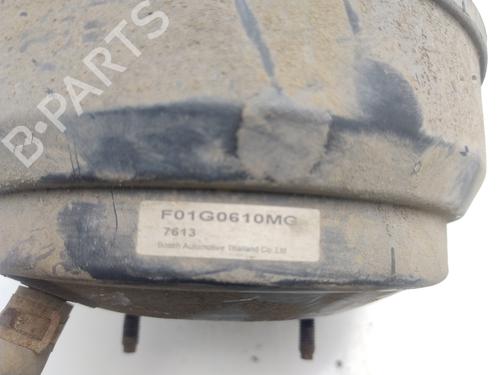 B-PARTS
F01G0610MG
7613
Bosch Automotive Thailand Co.,Ltd